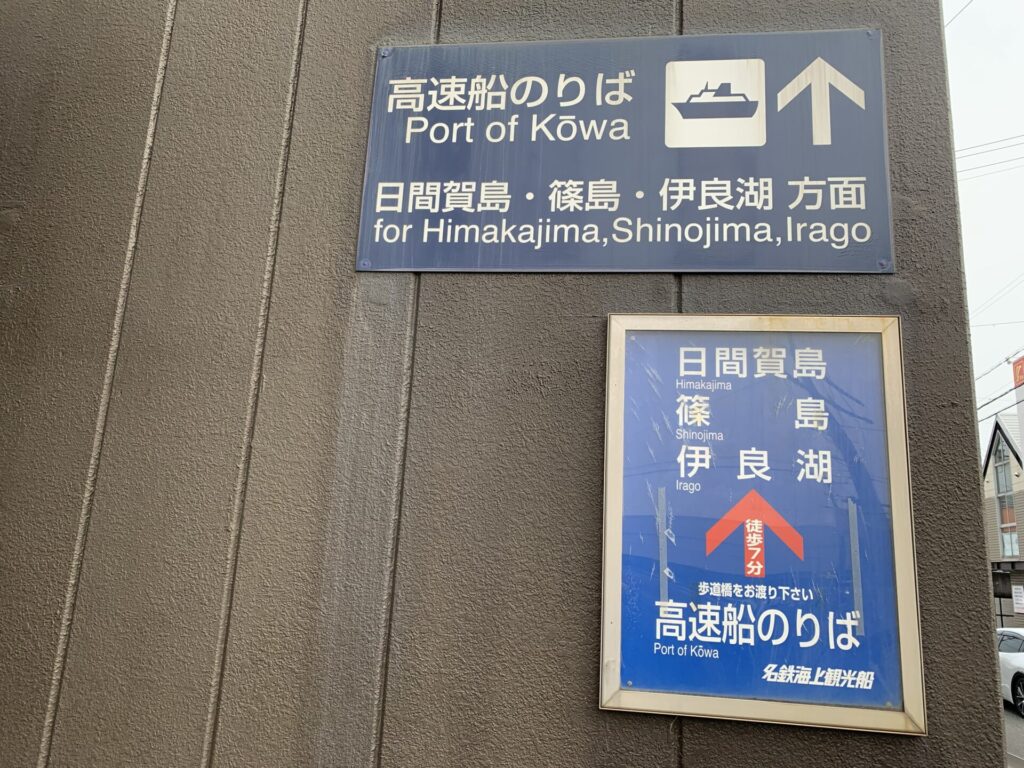 高速船のりば
Port of Kōwa
日間賀島・篠島・伊良湖 方面
for Himakajima,Shinojima,Irago
日間賀島
Himakajima
篠島
Shinojima
伊良湖
Irago
徒歩7分
歩道橋をお渡り下さい
高速船のりば
Port of Kōwa
名鉄海上観光船